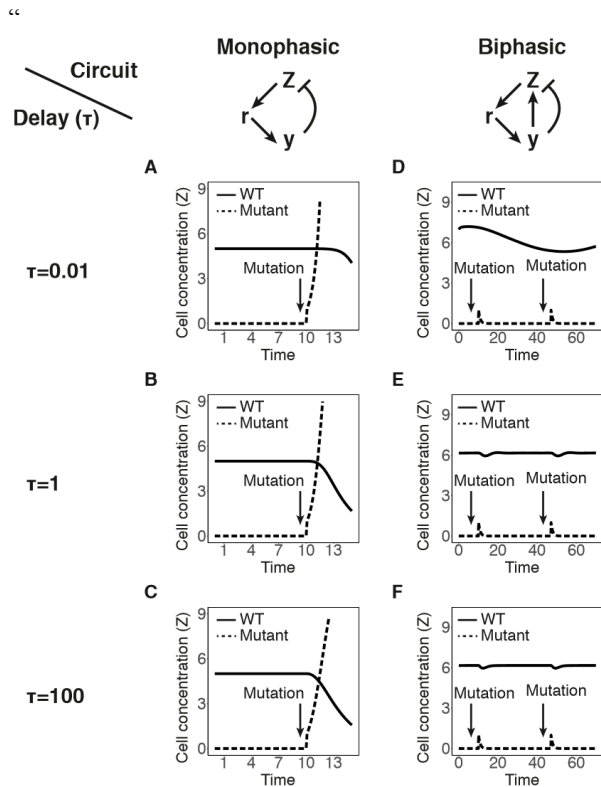 “
Circuit
Delay (τ)
Monophasic
Z
r
y
Biphasic
Z
r
y
τ=0.01
A
Cell concentration (Z)
9
6
3
0
WT
Mutant
Mutation
1 4 7 10 13
Time
D
Cell concentration (Z)
9
6
3
0
WT
Mutant
Mutation Mutation
0 20 40 60
Time
τ=1
B
Cell concentration (Z)
9
6
3
0
WT
Mutant
Mutation
1 4 7 10 13
Time
E
Cell concentration (Z)
9
6
3
0
WT
Mutant
Mutation Mutation
0 20 40 60
Time
τ=100
C
Cell concentration (Z)
9
6
3
0
WT
Mutant
Mutation
1 4 7 10 13
Time
F
Cell concentration (Z)
9
6
3
0
WT
Mutant
Mutation Mutation
0 20 40 60
Time